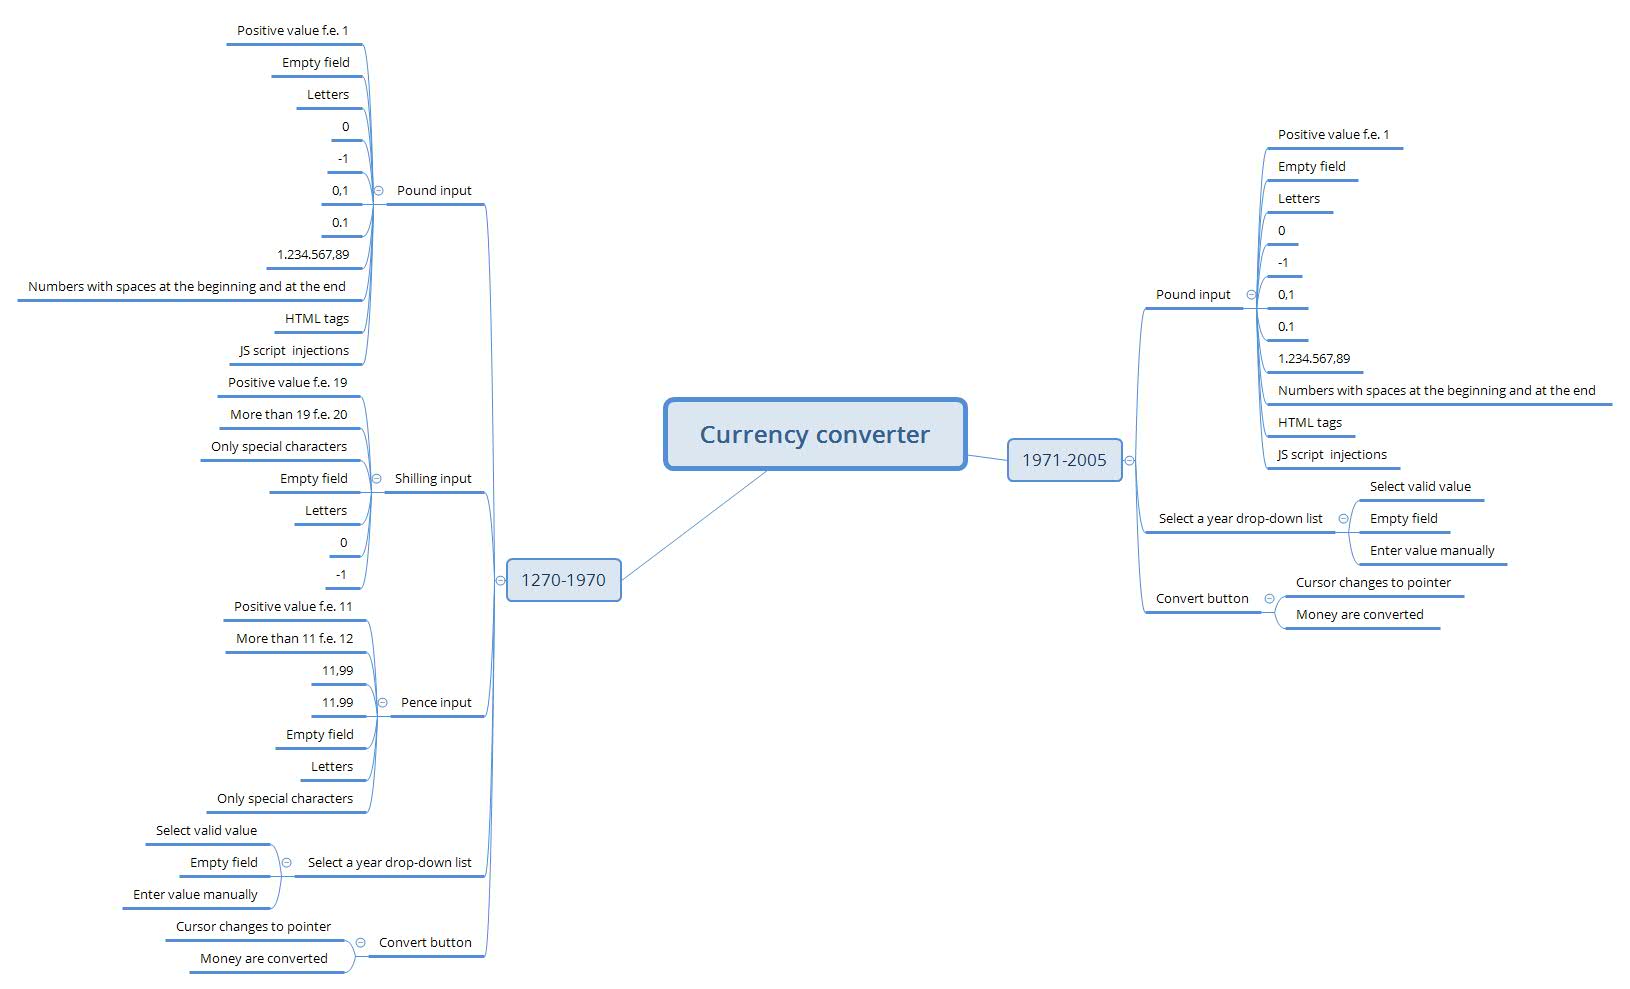 Currency converter
1270-1970
Pound input
Positive value f.e. 1
Empty field
Letters
0
-1
0,1
0.1
1.234.567,89
Numbers with spaces at the beginning and at the end
HTML tags
JS script  injections
Shilling input
Positive value f.e. 19
More than 19 f.e. 20
Only special characters
Empty field
Letters
0
-1
Pence input
Positive value f.e. 11
More than 11 f.e. 12
11,99
11.99
Empty field
Letters
Only special characters
Select a year drop-down list
Select valid value
Empty field
Enter value manually
Convert button
Cursor changes to pointer
Money are converted
1971-2005
Pound input
Positive value f.e. 1
Empty field
Letters
0
-1
0,1
0.1
1.234.567,89
Numbers with spaces at the beginning and at the end
HTML tags
JS script  injections
Select a year drop-down list
Select valid value
Empty field
Enter value manually
Convert button
Cursor changes to pointer
Money are converted